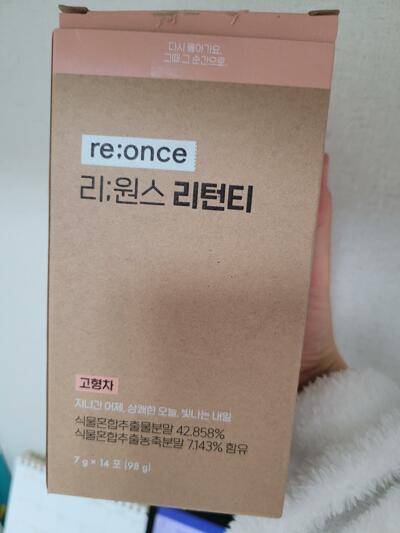 다시 돌아가요,
그때 그 순간으로.
re;once
리;원스 리턴티
고형차
지나간 어제, 상쾌한 오늘, 빛나는 내일
식물혼합추출물분말 42.858%
식물혼합추출농축분말 7.143% 함유
7 g × 14 포 (98 g)